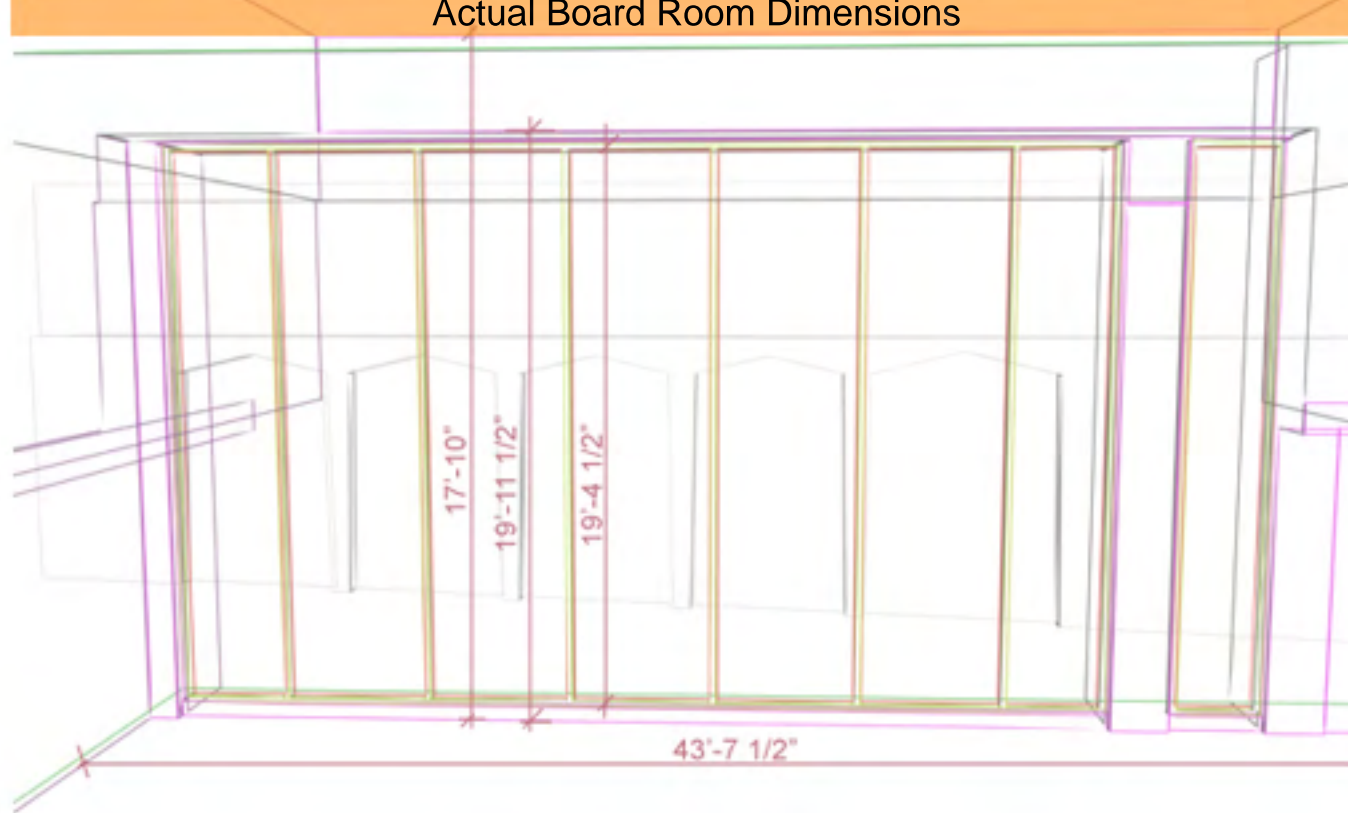 Actual Board Room Dimensions
17'-10"
19'-11 1/2"
19'-4 1/2"
43'-7 1/2"